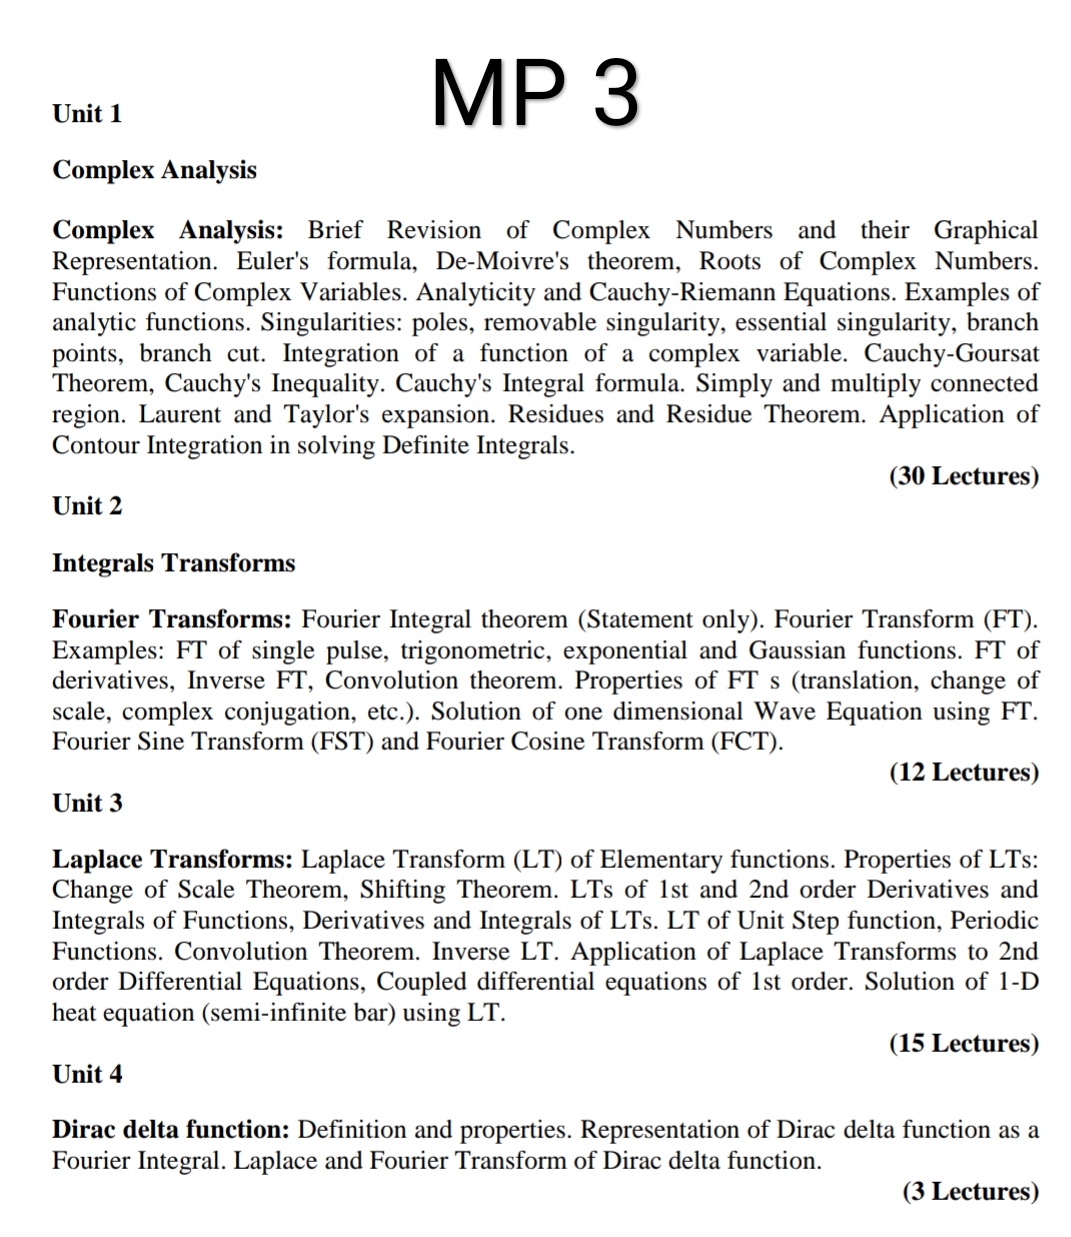 MP 3
Unit 1
Complex Analysis
Complex Analysis: Brief Revision of Complex Numbers and their Graphical
Representation. Euler's formula, De-Moivre's theorem, Roots of Complex Numbers.
Functions of Complex Variables. Analyticity and Cauchy-Riemann Equations. Examples of
analytic functions. Singularities: poles, removable singularity, essential singularity, branch
points, branch cut. Integration of a function of a complex variable. Cauchy-Goursat
Theorem, Cauchy's Inequality. Cauchy's Integral formula. Simply and multiply connected
region. Laurent and Taylor's expansion. Residues and Residue Theorem. Application of
Contour Integration in solving Definite Integrals.
(30 Lectures)
Unit 2
Integrals Transforms
Fourier Transforms: Fourier Integral theorem (Statement only). Fourier Transform (FT).
Examples: FT of single pulse, trigonometric, exponential and Gaussian functions. FT of
derivatives, Inverse FT, Convolution theorem. Properties of FT s (translation, change of
scale, complex conjugation, etc.). Solution of one dimensional Wave Equation using FT.
Fourier Sine Transform (FST) and Fourier Cosine Transform (FCT).
(12 Lectures)
Unit 3
Laplace Transforms: Laplace Transform (LT) of Elementary functions. Properties of LTs:
Change of Scale Theorem, Shifting Theorem. LTs of 1st and 2nd order Derivatives and
Integrals of Functions, Derivatives and Integrals of LTs. LT of Unit Step function, Periodic
Functions. Convolution Theorem. Inverse LT. Application of Laplace Transforms to 2nd
order Differential Equations, Coupled differential equations of 1st order. Solution of 1-D
heat equation (semi-infinite bar) using LT.
(15 Lectures)
Unit 4
Dirac delta function: Definition and properties. Representation of Dirac delta function as a
Fourier Integral. Laplace and Fourier Transform of Dirac delta function.
(3 Lectures)